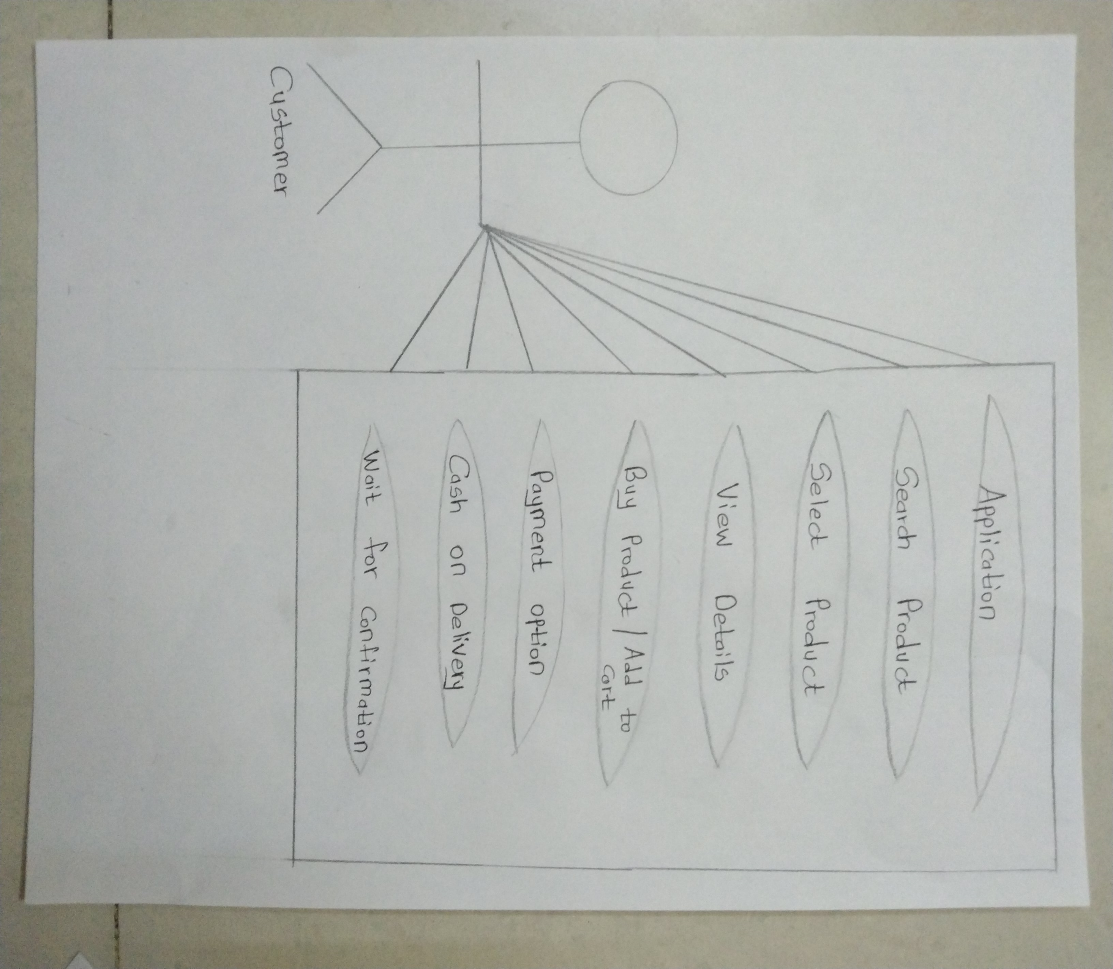 Application
Search Product
Select Product
View Details
Buy Product / Add to
Cart
Payment option
Cash on Delivery
Wait for Confirmation
Customer